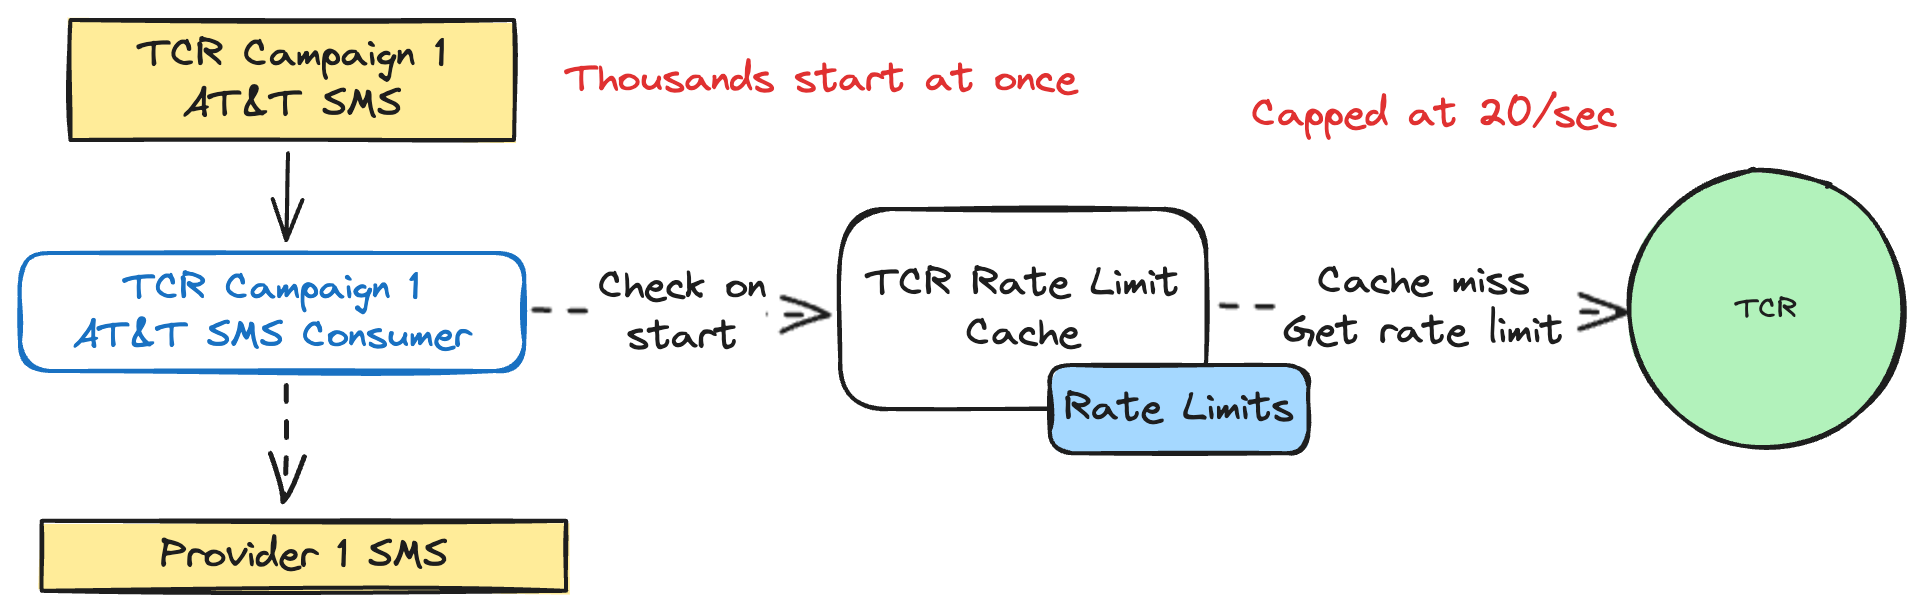 TCR Campaign 1
AT&T SMS
Thousands start at once
Capped at 20/sec
TCR Campaign 1
AT&T SMS Consumer
Check on
start
TCR Rate Limit
Cache
Rate Limits
Cache miss
Get rate limit
TCR
Provider 1 SMS